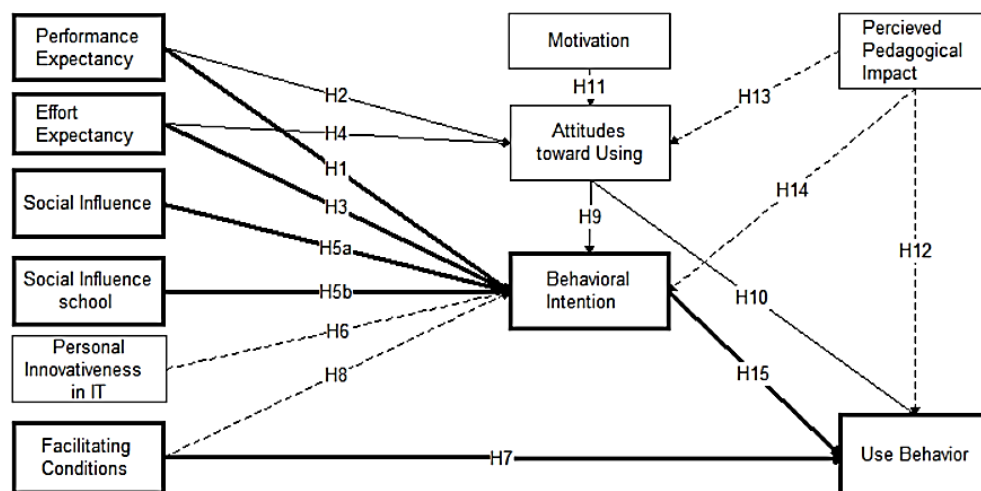 Performance
Expectancy
Motivation
Percieved
Pedagogical
Impact
H2
H11
H13
Effort
Expectancy
H4
Attitudes
toward Using
H1
Social Influence
H3
H14
H9
H5a
H12
Social Influence
school
H5b
Behavioral
Intention
H10
H6
Personal
Innovativeness
in IT
H8
H15
Facilitating
Conditions
H7
Use Behavior